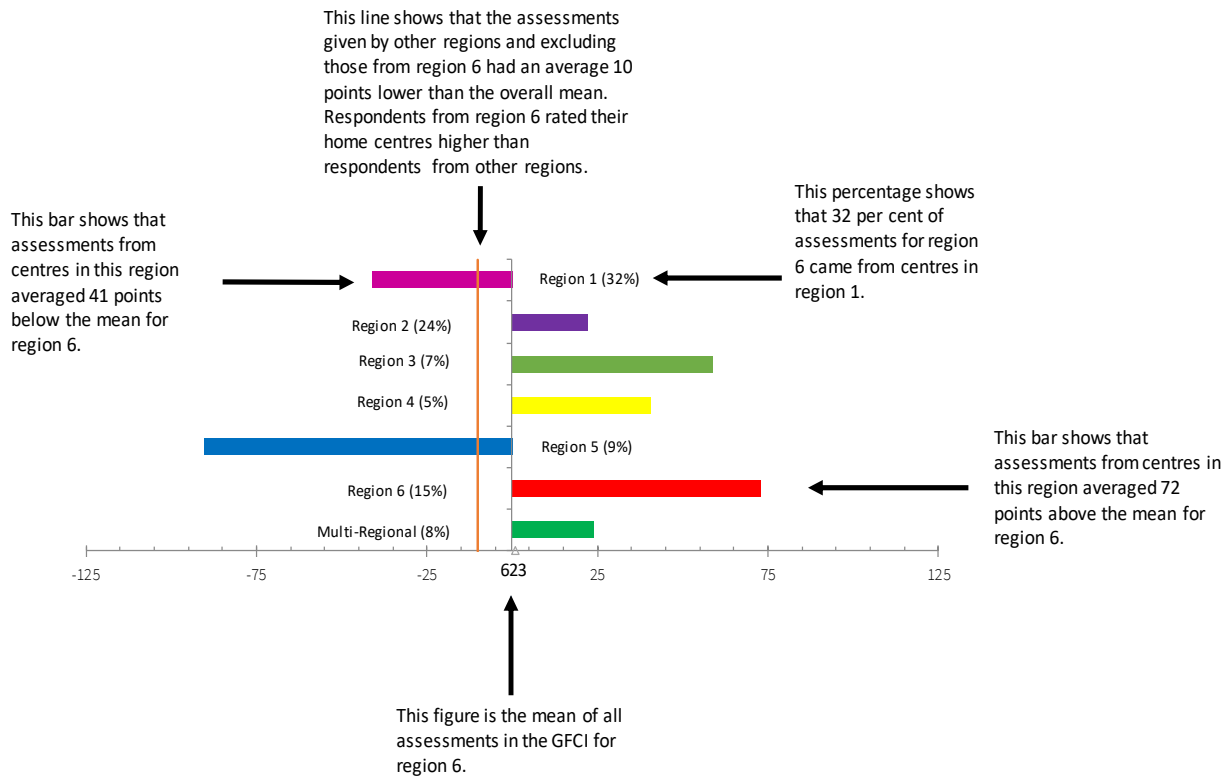 This line shows that the assessments
given by other regions and excluding
those from region 6 had an average 10
points lower than the overall mean.
Respondents from region 6 rated their
home centres higher than
respondents from other regions.
This bar shows that
assessments from
centres in this region
averaged 41 points
below the mean for
region 6.
This percentage shows
that 32 per cent of
assessments for region
6 came from centres in
region 1.
Region 1 (32%)
Region 2 (24%)
Region 3 (7%)
Region 4 (5%)
Region 5 (9%)
Region 6 (15%)
Multi-Regional (8%)
This bar shows that
assessments from centres in
this region averaged 72
points above the mean for
region 6.
-125 -75 -25 623 25 75 125
This figure is the mean of all
assessments in the GFCI for
region 6.